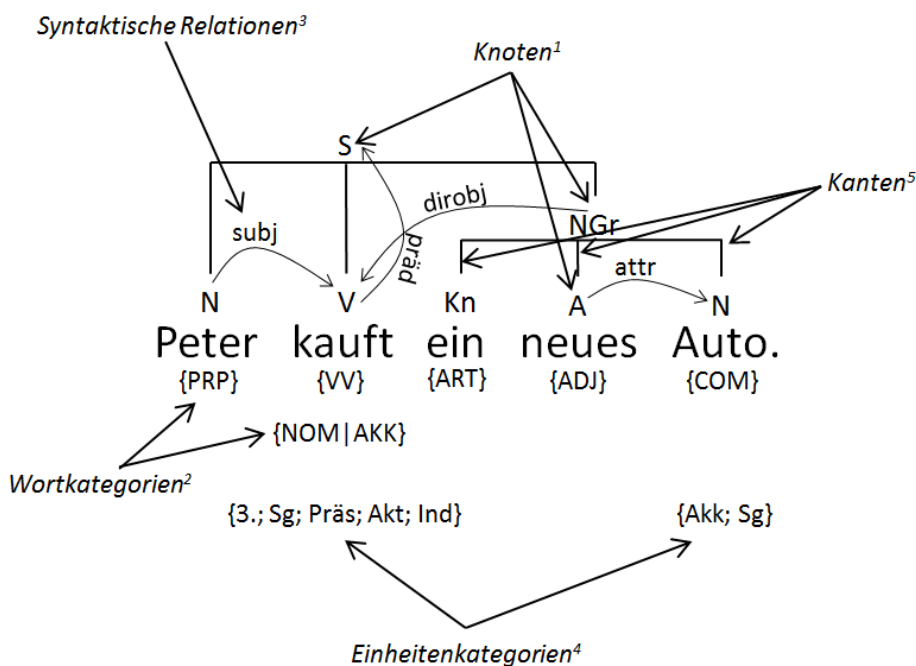 Syntaktische Relationen³
Knoten¹
S
Kanten⁵
dirobj
NGr
subj
präd
attr
N V Kn A N
Peter kauft ein neues Auto.
{PRP} {VV} {ART} {ADJ} {COM}
{NOM|AKK}
Wortkategorien²
{3.; Sg; Präs; Akt; Ind} {Akk; Sg}
Einheitenkategorien⁴